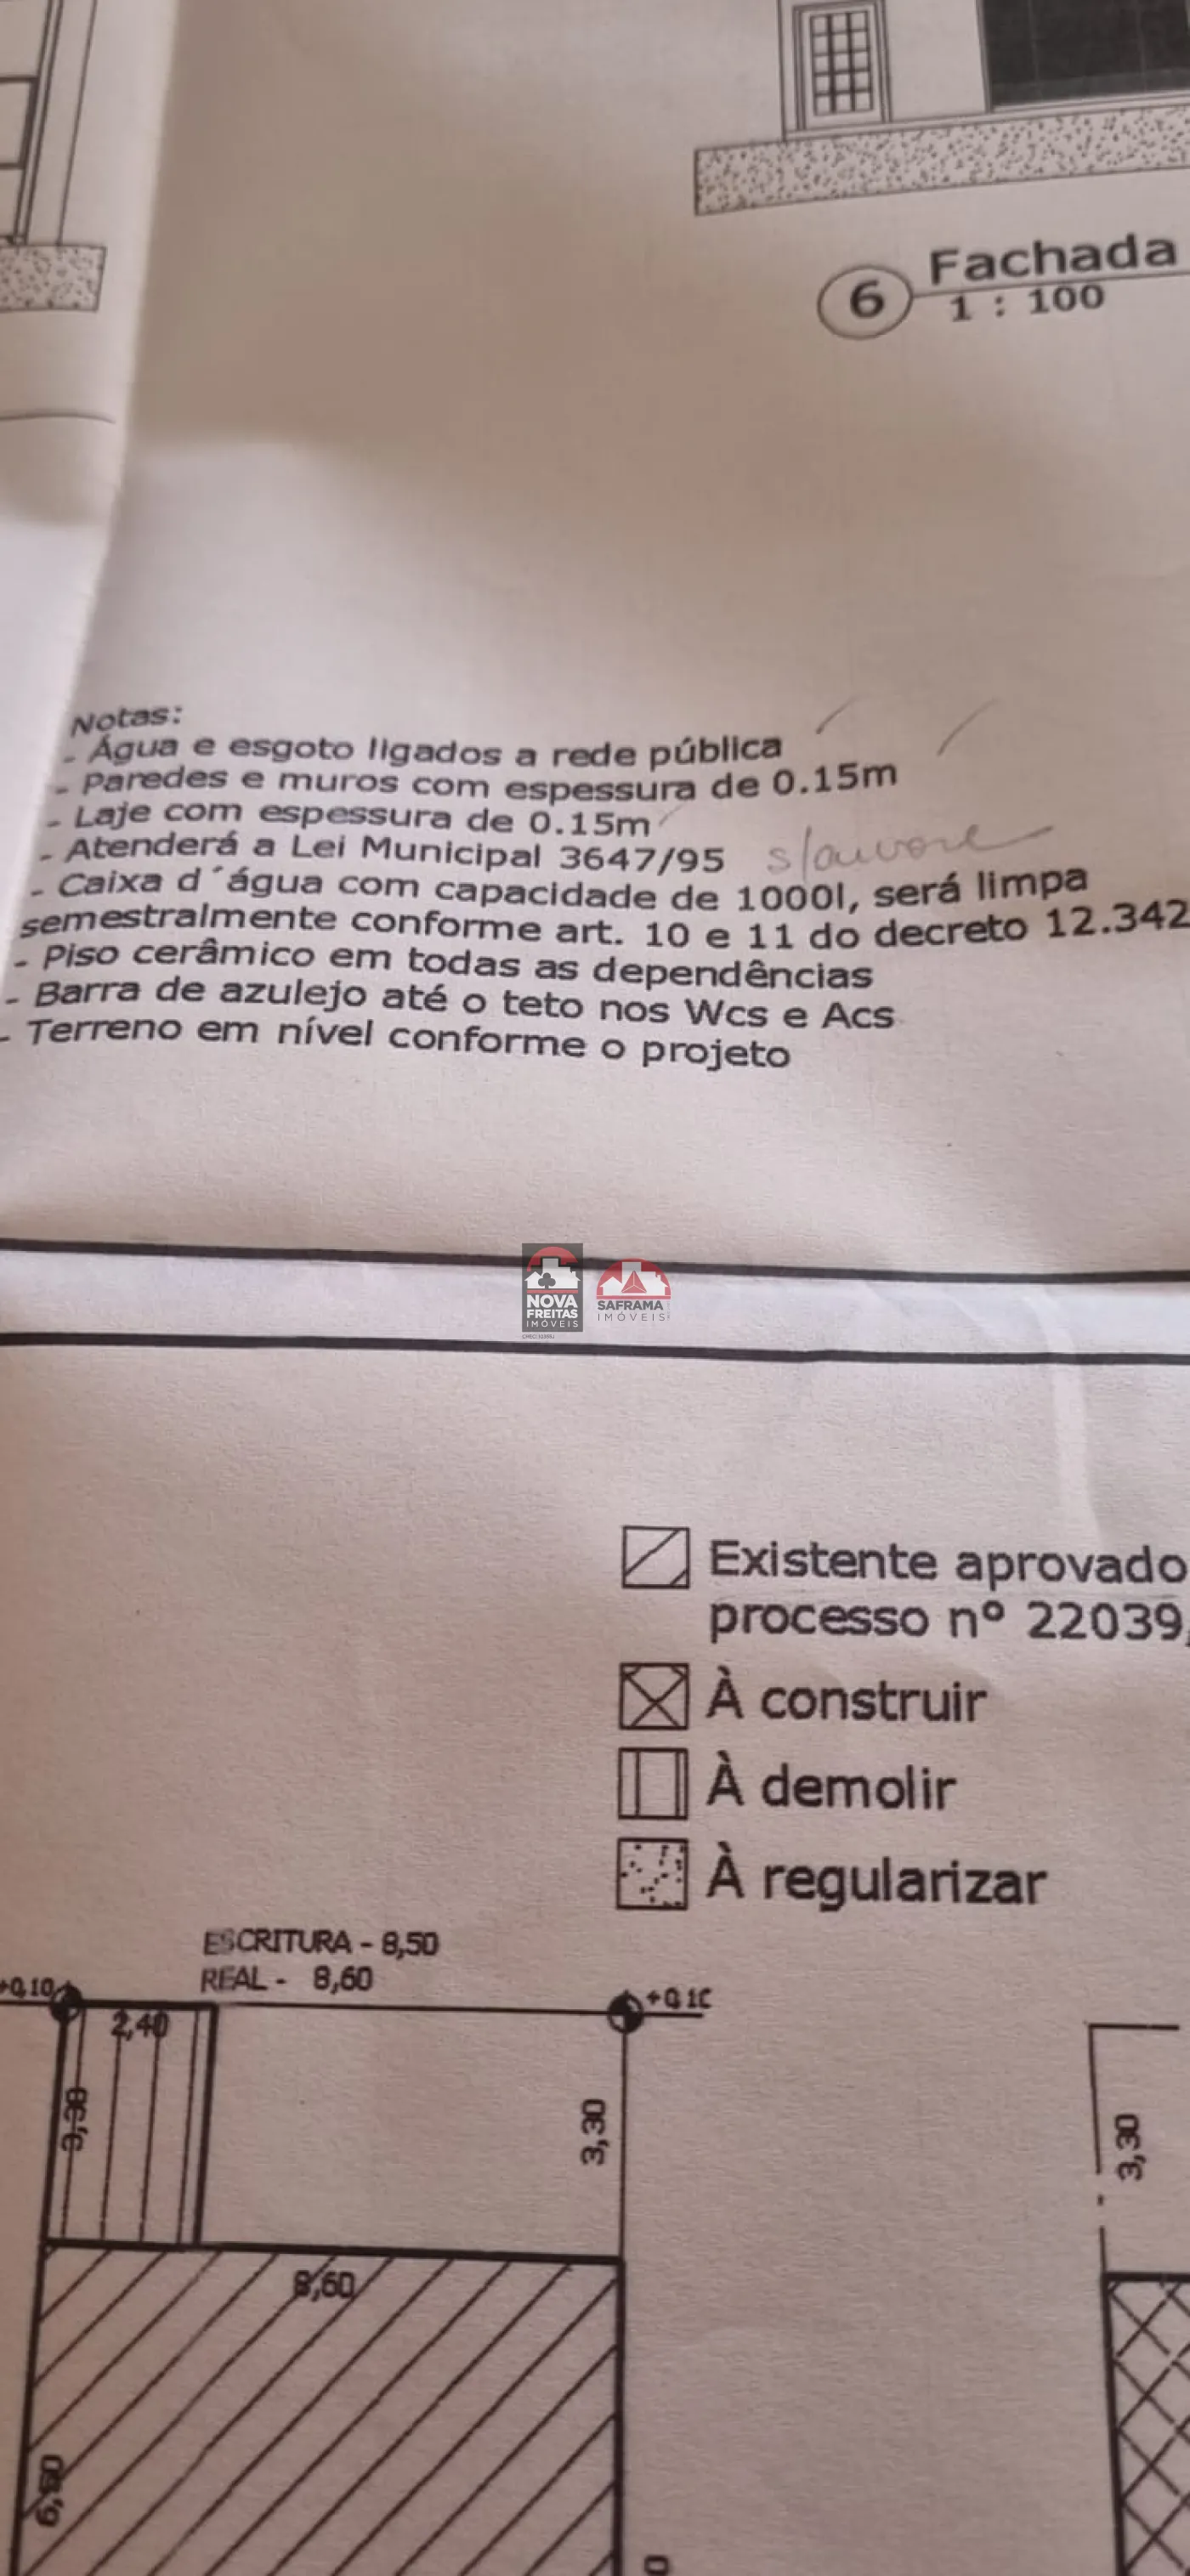 Fachada
6
1 : 100
Notas:
- Água e esgoto ligados a rede pública
- Paredes e muros com espessura de 0.15m
- Laje com espessura de 0.15m
- Atenderá a Lei Municipal 3647/95
- Caixa d´água com capacidade de 1000l, será limpa
semestralmente conforme art. 10 e 11 do decreto 12.342
- Piso cerâmico em todas as dependências
- Barra de azulejo até o teto nos Wcs e Acs
- Terreno em nível conforme o projeto
NOVA
FREITAS
IMÓVEIS
SAFRAMA
IMÓVEIS
Existente aprovado
processo nº 22039,
À construir
À demolir
À regularizar
ESCRITURA - 8,50
REAL - 8,60
+0,10
+0,10
2,40
3,30
3,30
3,30
8,60
6,60